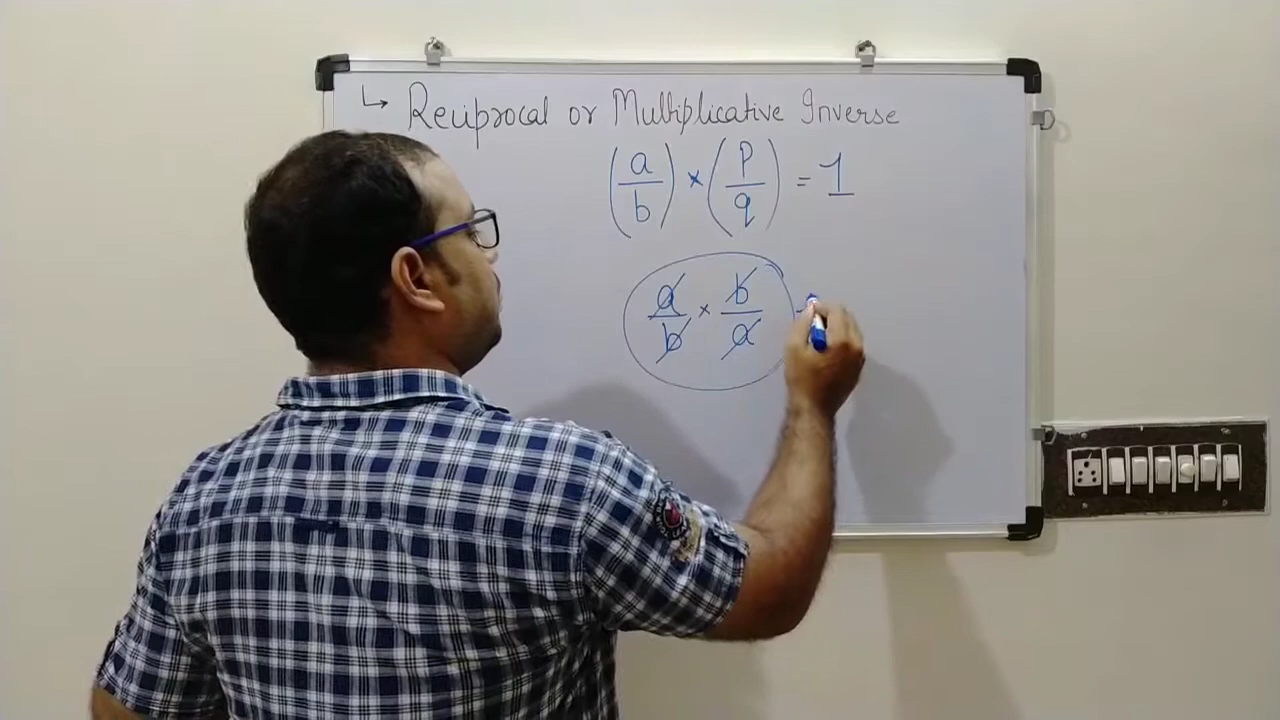 ↳ Reciprocal or Multiplicative Inverse
(a/b) × (p/q) = 1
a/b × b/a